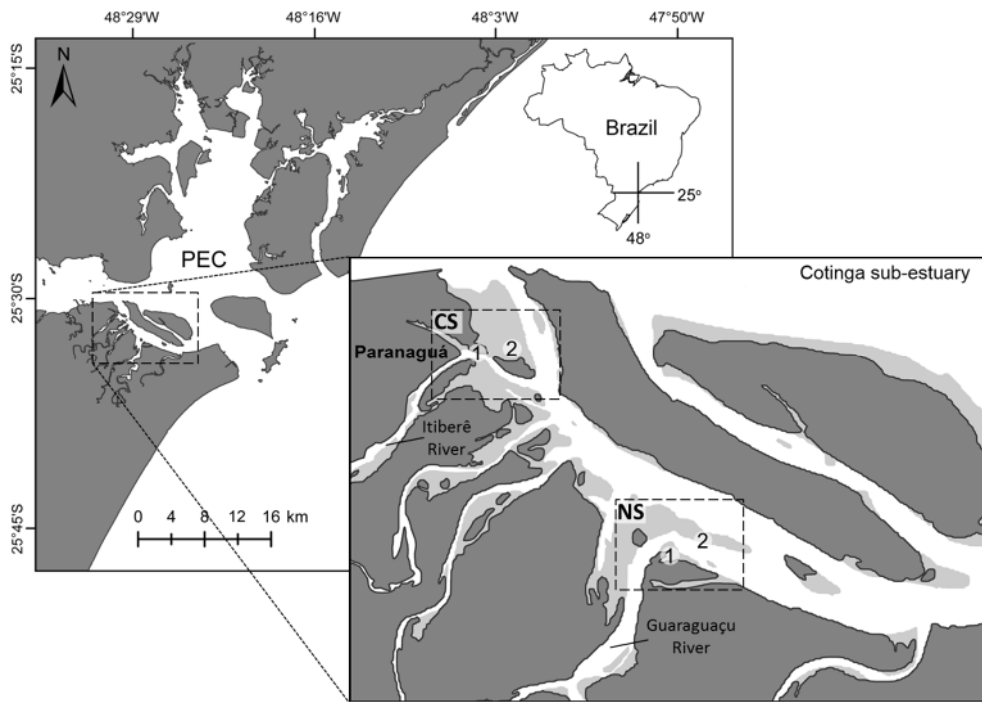 48°29'W 48°16'W 48°3'W 47°50'W
25°15'S
N
Brazil
25°
48°
PEC
25°30'S
Cotinga sub-estuary
CS
Paranaguá
1
2
Itiberê
River
NS
1
2
25°45'S
0 4 8 12 16 km
Guaraguaçu
River